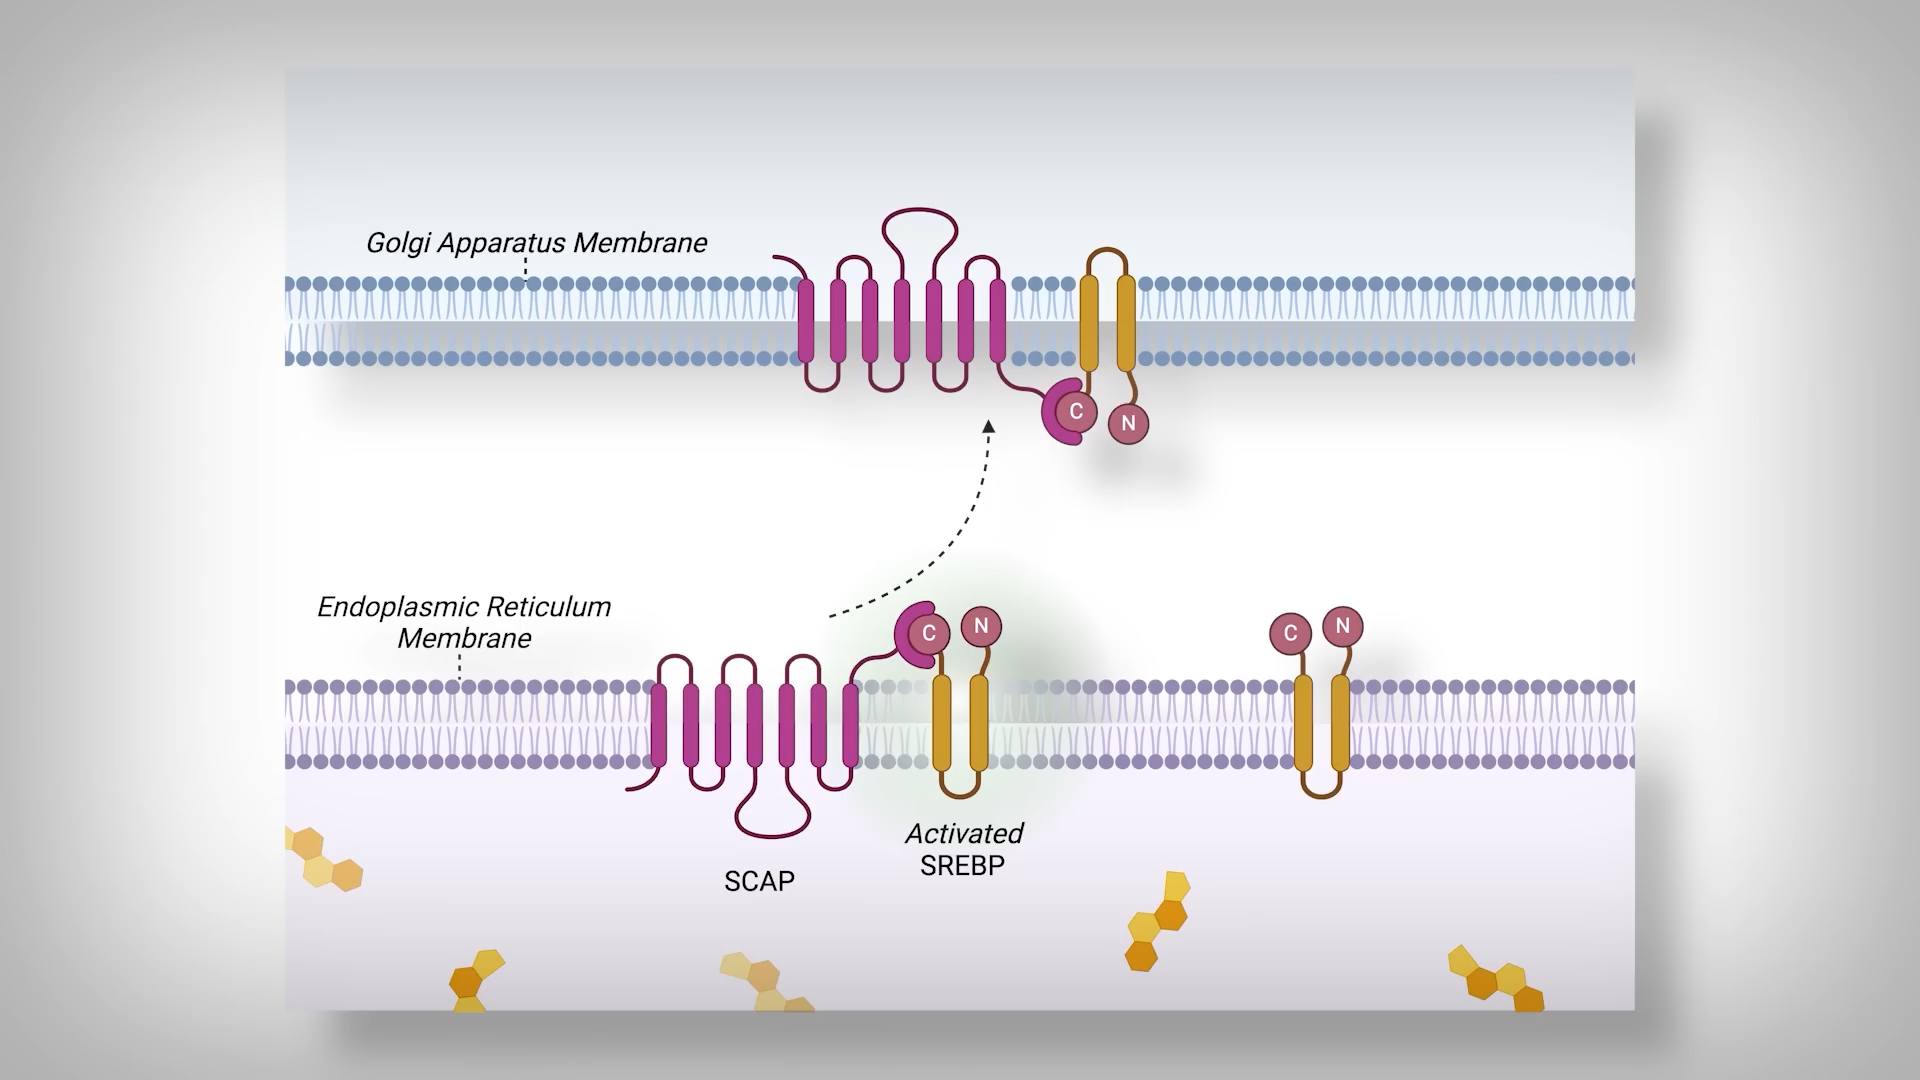 Golgi Apparatus Membrane
C
N
Endoplasmic Reticulum
Membrane
C
N
C
N
Activated
SREBP
SCAP